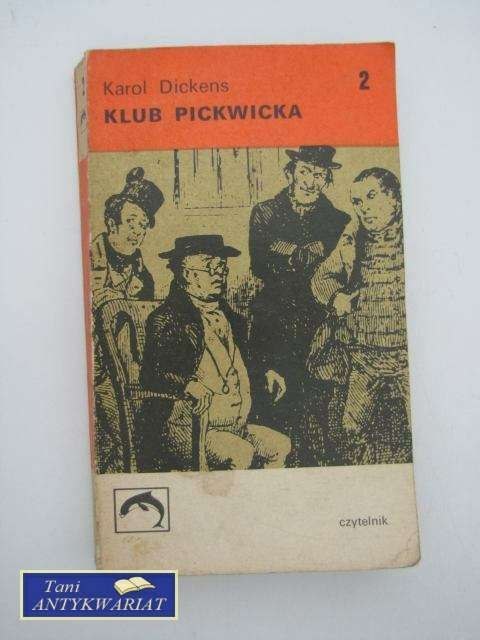 Karol Dickens 2
KLUB PICKWICKA
czytelnik
Tani
ANTYKWARIAT